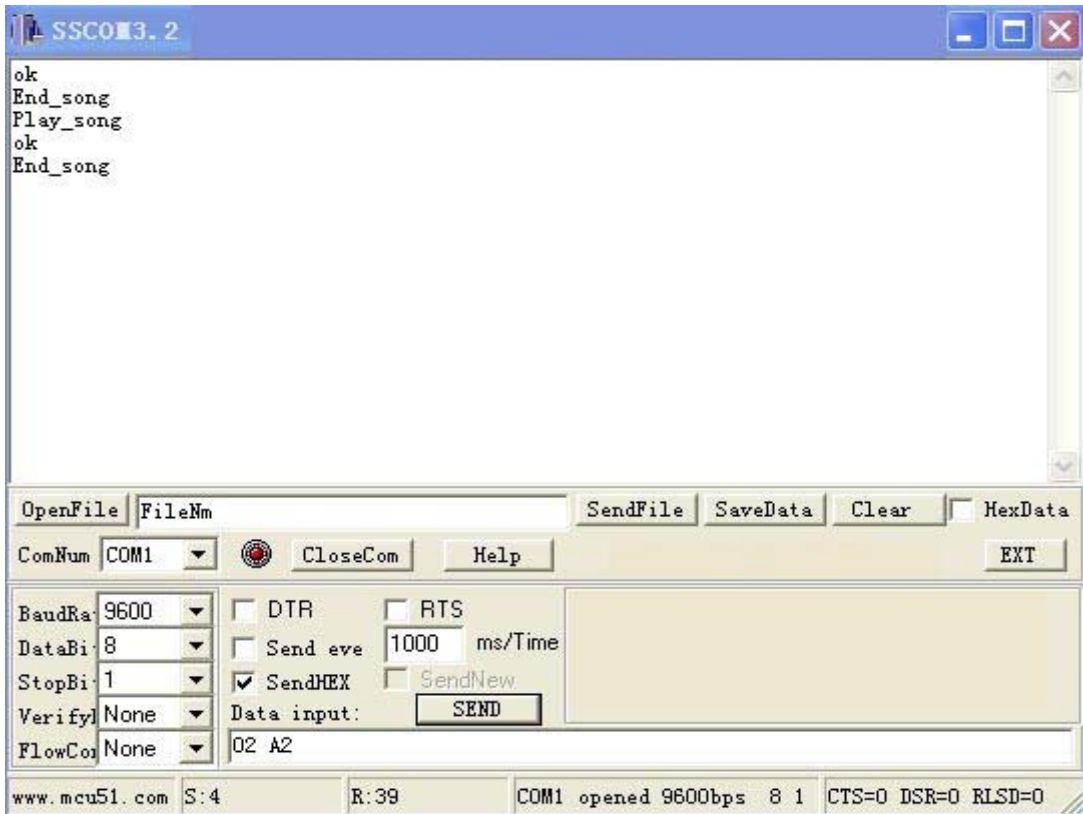 SSCOM3.2
ok
End_song
Play_song
ok
End_song
OpenFile FileNm SendFile SaveData Clear HexData
ComNum COM1 CloseCom Help EXT
BaudRa 9600 DTR RTS
DataBi 8 Send eve 1000 ms/Time
StopBi 1 SendHEX SendNew
Verify None Data input: SEND
FlowCo None 02 A2
www.mcu51.com S:4 R:39 COM1 opened 9600bps 8 1 CTS=0 DSR=0 RLSD=0